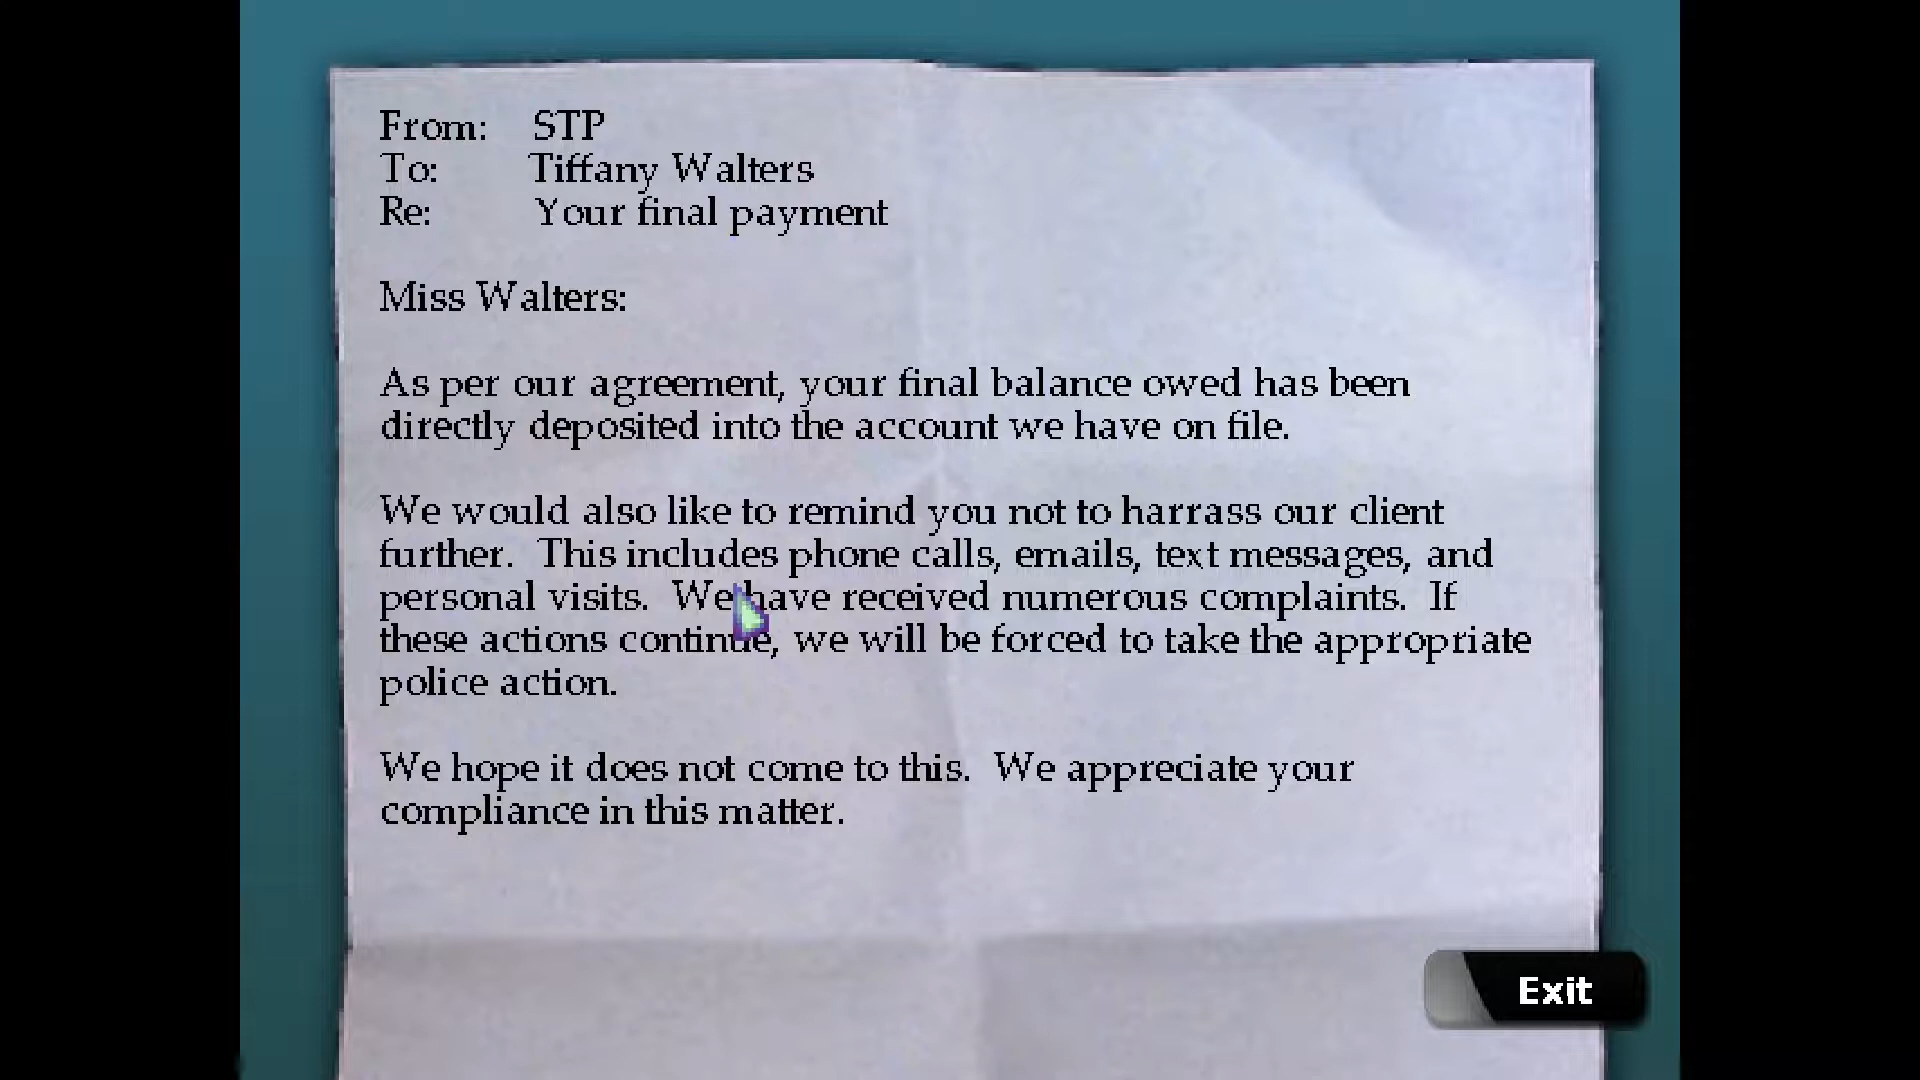 From: STP
To: Tiffany Walters
Re: Your final payment
Miss Walters:
As per our agreement, your final balance owed has been
directly deposited into the account we have on file.
We would also like to remind you not to harrass our client
further. This includes phone calls, emails, text messages, and
personal visits. We have received numerous complaints. If
these actions continue, we will be forced to take the appropriate
police action.
We hope it does not come to this. We appreciate your
compliance in this matter.
Exit